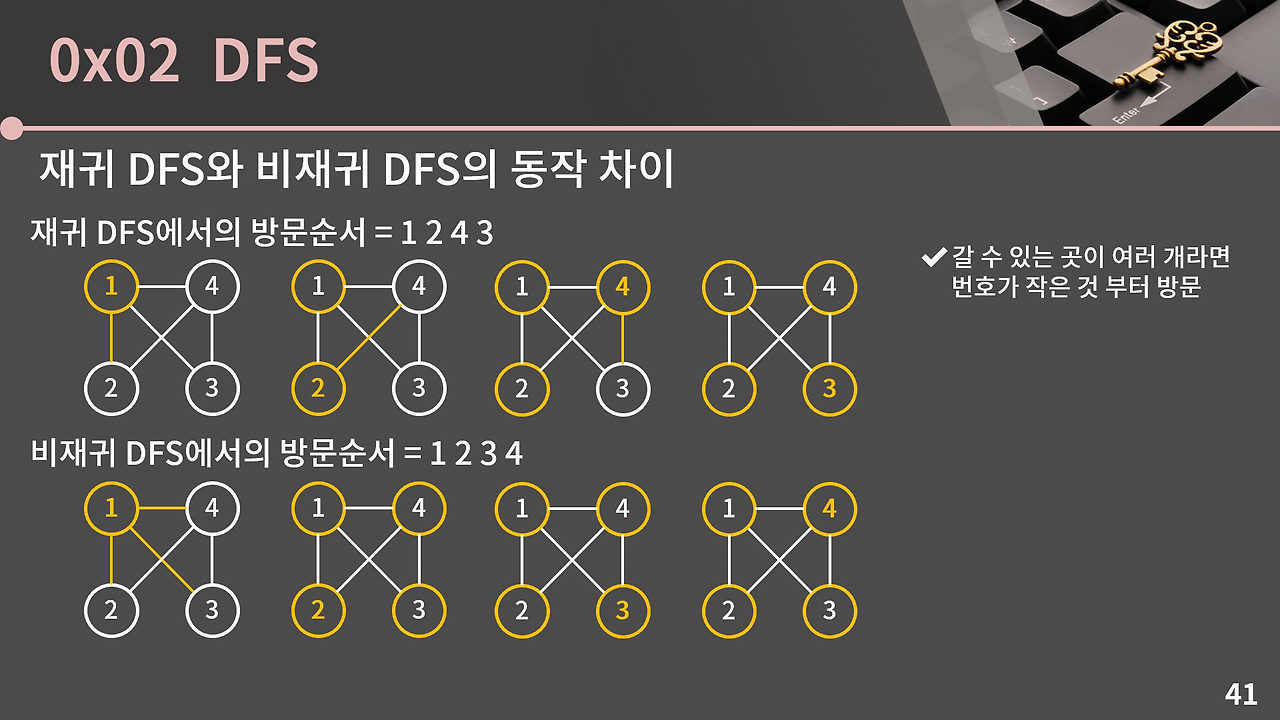 0x02 DFS
Enter
재귀 DFS와 비재귀 DFS의 동작 차이
재귀 DFS에서의 방문순서 = 1 2 4 3
갈 수 있는 곳이 여러 개라면
번호가 작은 것 부터 방문
1 4 1 4 1 4 1 4
2 3 2 3 2 3 2 3
비재귀 DFS에서의 방문순서 = 1 2 3 4
1 4 1 4 1 4 1 4
2 3 2 3 2 3 2 3
41